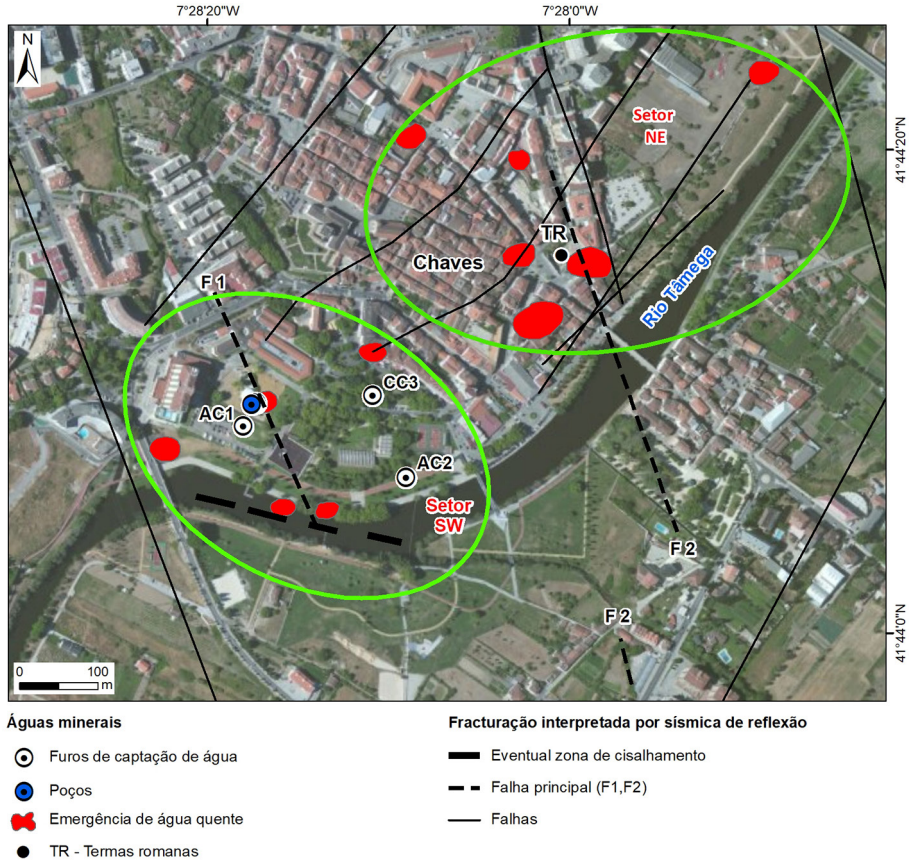 7°28'20"W
7°28'0"W
N
Setor
NE
41°44'20"N
TR
Chaves
Rio Tâmega
F 1
CC3
AC1
AC2
Setor
SW
F 2
F 2
41°44'0"N
0
100
m
Águas minerais
Furos de captação de água
Poços
Emergência de água quente
TR - Termas romanas
Fracturação interpretada por sísmica de reflexão
Eventual zona de cisalhamento
Falha principal (F1,F2)
Falhas